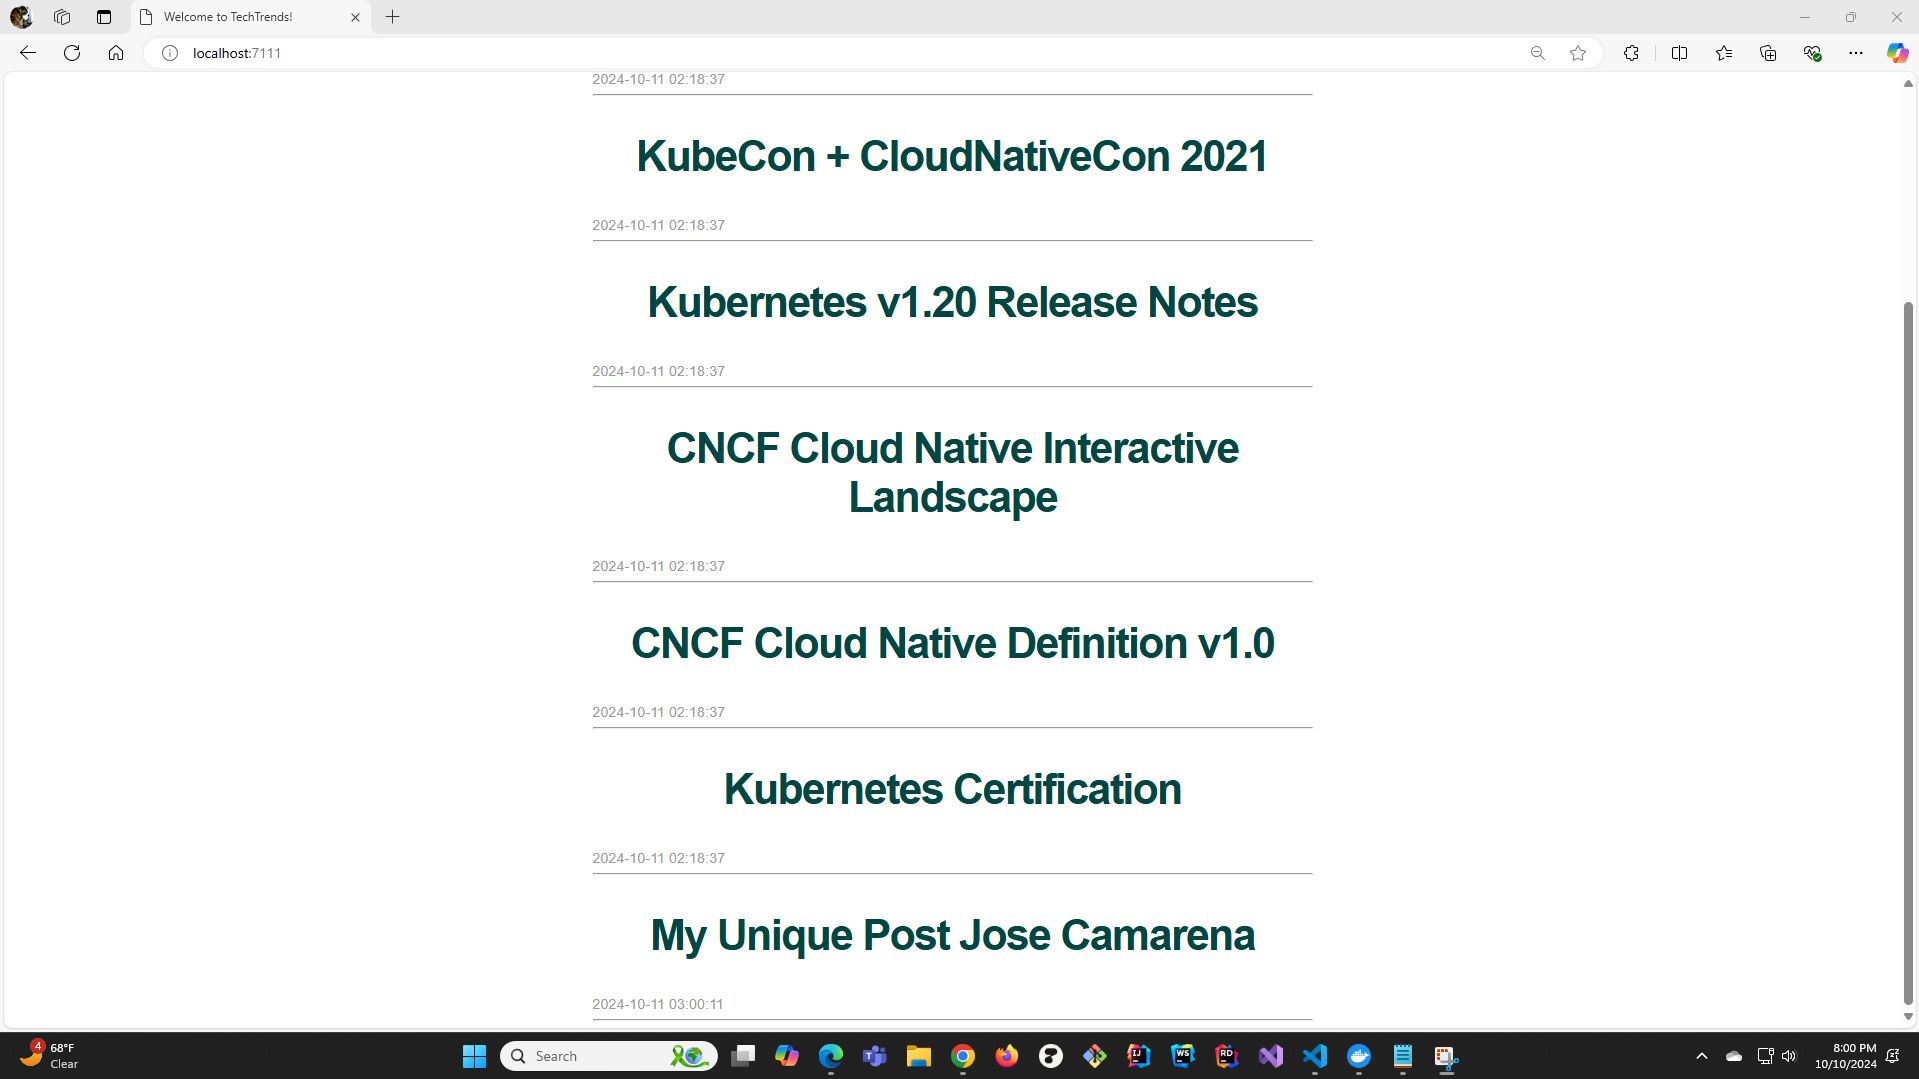 Welcome to TechTrends!
localhost:7111
2024-10-11 02:18:37
KubeCon + CloudNativeCon 2021
2024-10-11 02:18:37
Kubernetes v1.20 Release Notes
2024-10-11 02:18:37
CNCF Cloud Native Interactive
Landscape
2024-10-11 02:18:37
CNCF Cloud Native Definition v1.0
2024-10-11 02:18:37
Kubernetes Certification
2024-10-11 02:18:37
My Unique Post Jose Camarena
2024-10-11 03:00:11
4
68°F
Clear
Search
IJ
WS
RD
8:00 PM
10/10/2024